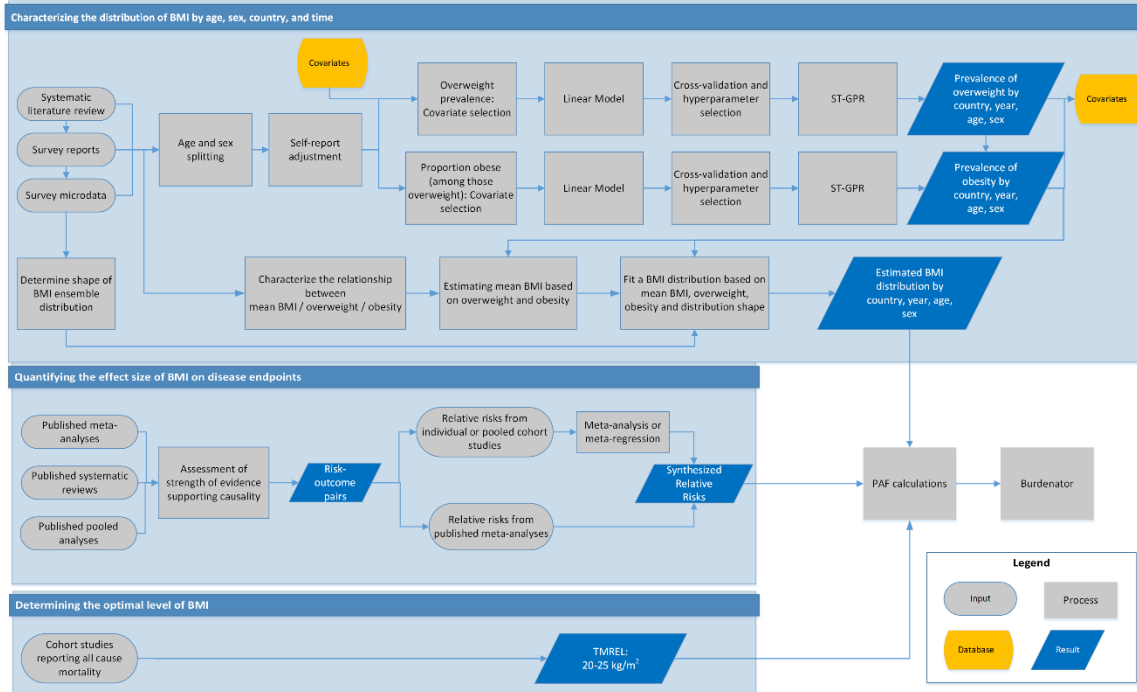 Characterizing the distribution of BMI by age, sex, country, and time
Covariates
Systematic
literature review
Survey reports
Survey microdata
Age and sex
splitting
Self-report
adjustment
Overweight
prevalence:
Covariate selection
Linear Model
Cross-validation and
hyperparameter
selection
ST-GPR
Prevalence of
overweight by
country, year,
age, sex
Covariates
Proportion obese
(among those
overweight): Covariate
selection
Linear Model
Cross-validation and
hyperparameter
selection
ST-GPR
Prevalence of
obesity by
country, year,
age, sex
Determine shape of
BMI ensemble
distribution
Characterize the relationship
between
mean BMI / overweight / obesity
Estimating mean BMI based
on overweight and obesity
Fit a BMI distribution based on
mean BMI, overweight,
obesity and distribution shape
Estimated BMI
distribution by
country, year, age,
sex
Quantifying the effect size of BMI on disease endpoints
Published meta-
analyses
Published systematic
reviews
Published pooled
analyses
Assessment of
strength of evidence
supporting causality
Risk-
outcome
pairs
Relative risks from
individual or pooled cohort
studies
Meta-analysis or
meta-regression
Relative risks from
published meta-analyses
Synthesized
Relative
Risks
PAF calculations
Burdenator
Determining the optimal level of BMI
Cohort studies
reporting all cause
mortality
TMREL:
20-25 kg/m²
Legend
Input
Process
Database
Result